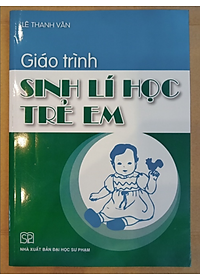 LÊ THANH VÂN
Giáo trình
SINH LÍ HỌC
TRẺ EM
NHÀ XUẤT BẢN ĐẠI HỌC SƯ PHẠM